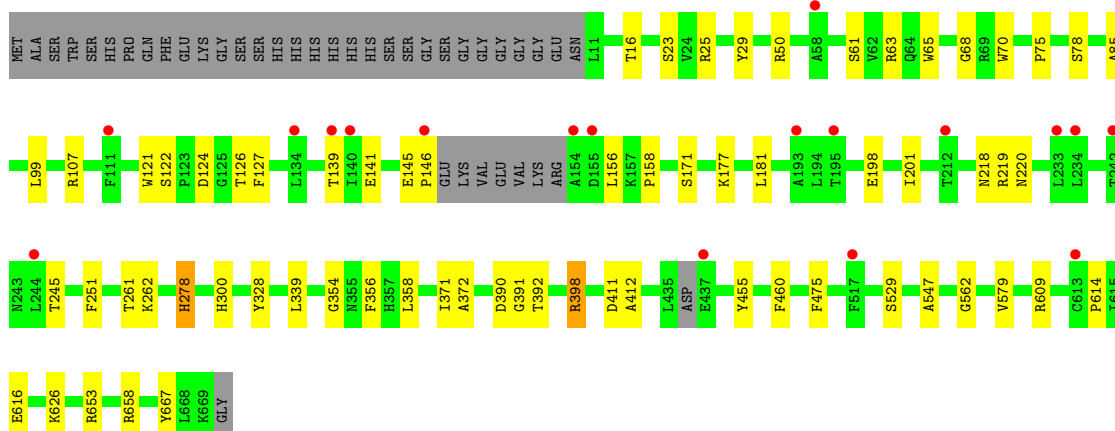 MET ALA SER TRP SER HIS PRO GLN PHE GLU LYS GLY SER SER HIS HIS HIS HIS HIS HIS SER SER GLY SER GLY GLY GLY GLY GLY GLU ASN L11 T16 S23 V24 R25 Y29 R50 A58 S61 V62 R63 Q64 W65 G68 R69 W70 P75 S78 A85
L99 R107 F111 W121 S122 P123 D124 G125 T126 F127 L134 T139 I140 E141 E145 P146 GLU LYS VAL GLU VAL LYS ARG A154 D155 L156 K157 P158 S171 K177 L181 A193 L194 T195 E198 I201 T212 N218 R219 N220 L233 L234 T242
N243 L244 T245 F251 T261 K262 H278 H300 Y328 L339 G354 N355 F356 H357 L358 I371 A372 D390 G391 T392 R398 D411 A412 L435 ASP E437 Y455 F460 F475 F517 S529 A547 G562 V579 R609 C613 P614 I615
E616 K626 R653 R658 Y667 L668 K669 GLY